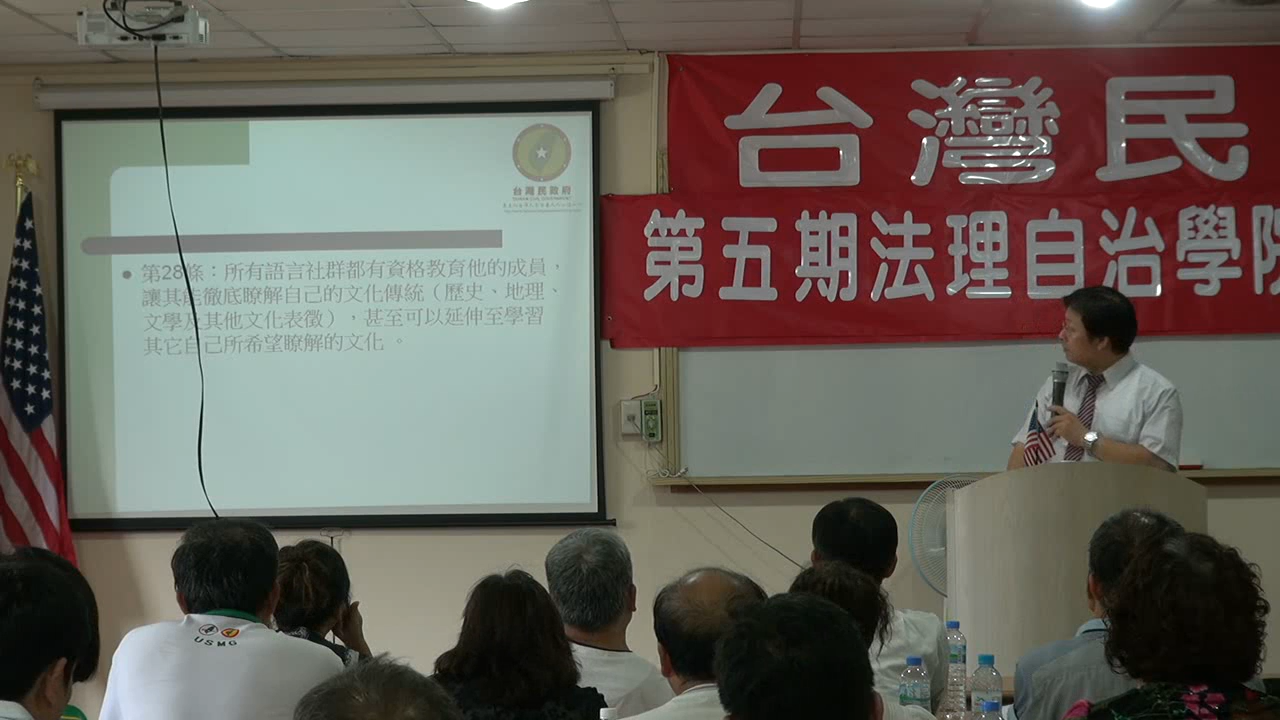 台灣民
第五期法理自治學院
台灣民政府
TAIWAN CIVIL GOVERNMENT
第28條：所有語言社群都有資格教育他的成員，
讓其能徹底瞭解自己的文化傳統（歷史、地理、
文學及其他文化表徵），甚至可以延伸至學習
其它自己所希望瞭解的文化。
USMG